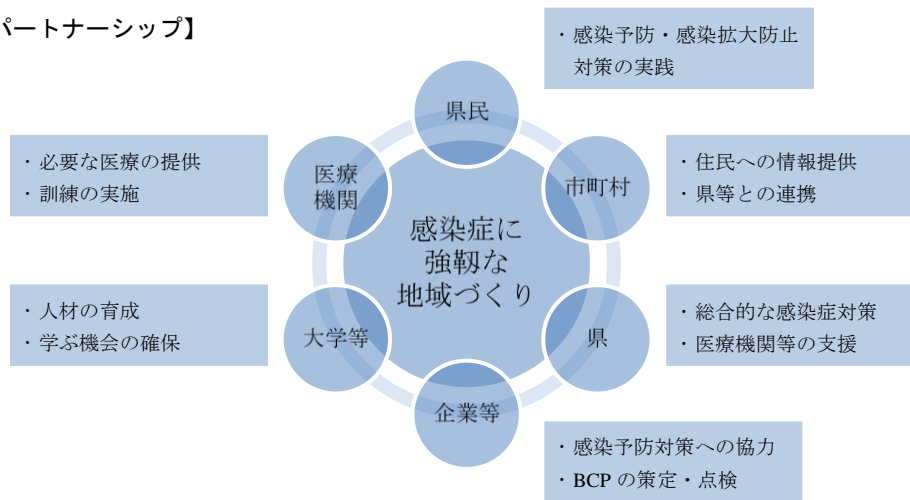 パートナーシップ】
・感染予防・感染拡大防止
対策の実践
県民
・必要な医療の提供
・訓練の実施
医療
機関
市町村
・住民への情報提供
・県等との連携
感染症に
強靱な
地域づくり
・人材の育成
・学ぶ機会の確保
大学等
県
・総合的な感染症対策
・医療機関等の支援
企業等
・感染予防対策への協力
・BCP の策定・点検